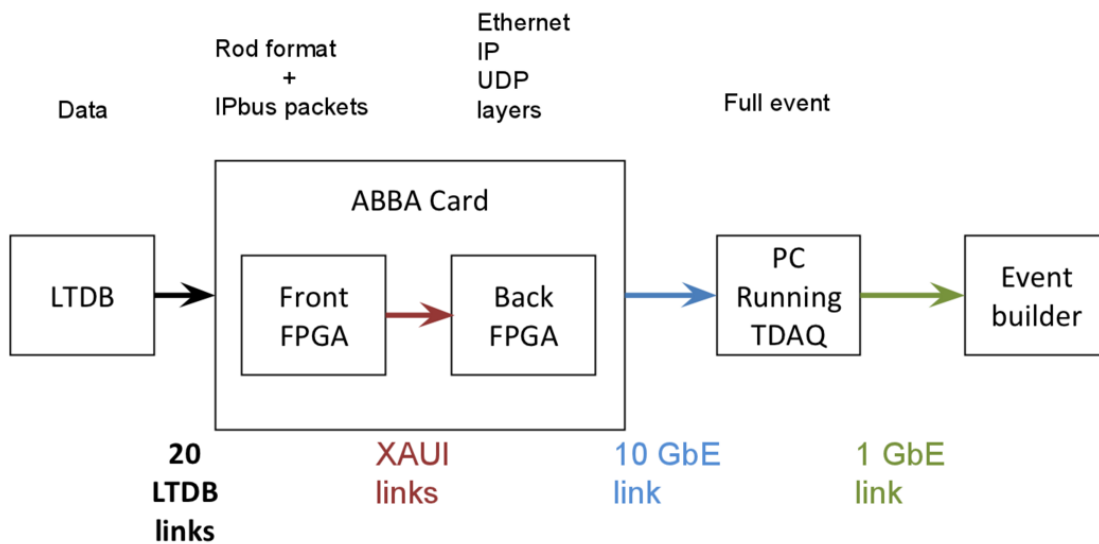 Data
Rod format
+
IPbus packets
Ethernet
IP
UDP
layers
Full event
ABBA Card
LTDB
Front
FPGA
Back
FPGA
PC
Running
TDAQ
Event
builder
20
LTDB
links
XAUI
links
10 GbE
link
1 GbE
link